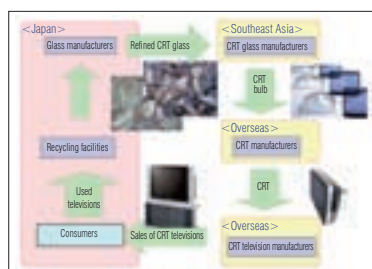 <Japan>
Glass manufacturers
Refined CRT glass
<Southeast Asia>
CRT glass manufacturers
CRT
bulb
<Overseas>
CRT manufacturers
Recycling facilities
CRT
Used
televisions
Consumers
Sales of CRT televisions
<Overseas>
CRT television manufacturers